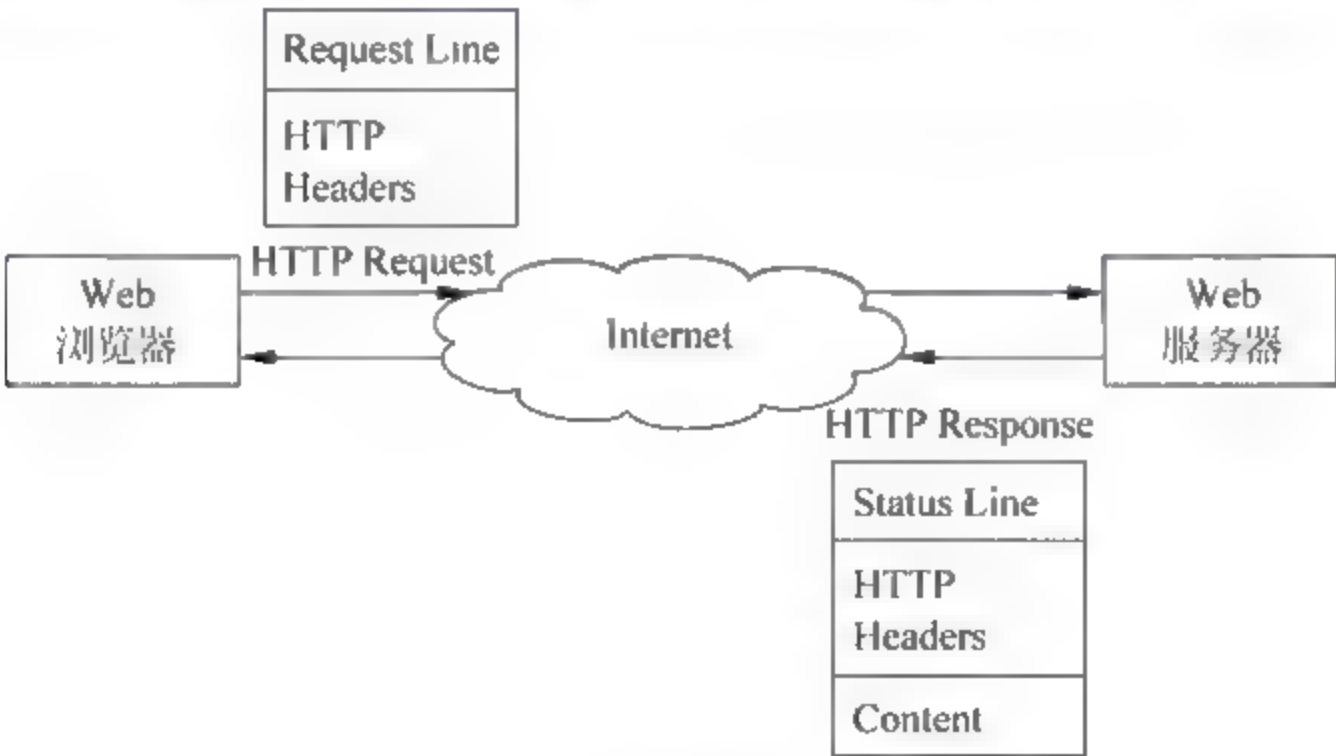 Request Line
HTTP
Headers
HTTP Request
Web
浏览器
Internet
Web
服务器
HTTP Response
Status Line
HTTP
Headers
Content